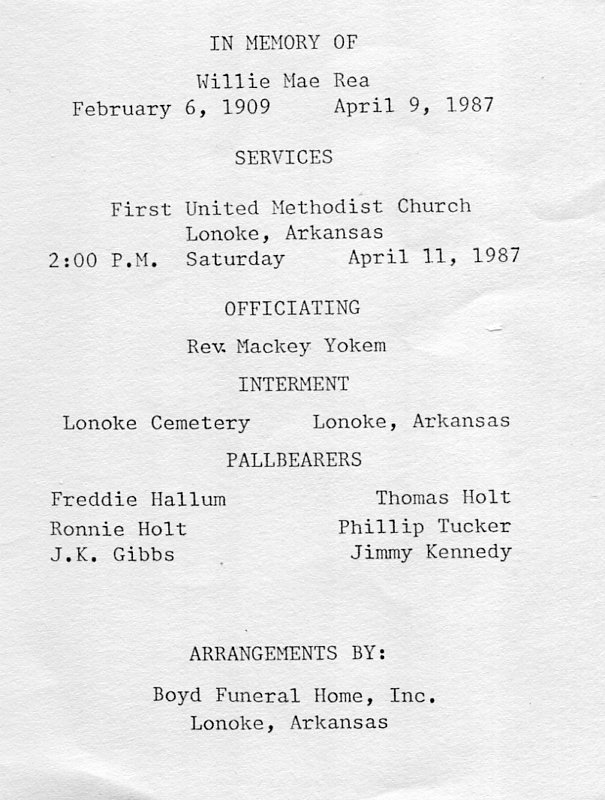 IN MEMORY OF
Willie Mae Rea
February 6, 1909 April 9, 1987
SERVICES
First United Methodist Church
Lonoke, Arkansas
2:00 P.M. Saturday April 11, 1987
OFFICIATING
Rev. Mackey Yokem
INTERMENT
Lonoke Cemetery Lonoke, Arkansas
PALLBEARERS
Freddie Hallum Thomas Holt
Ronnie Holt Phillip Tucker
J.K. Gibbs Jimmy Kennedy
ARRANGEMENTS BY:
Boyd Funeral Home, Inc.
Lonoke, Arkansas